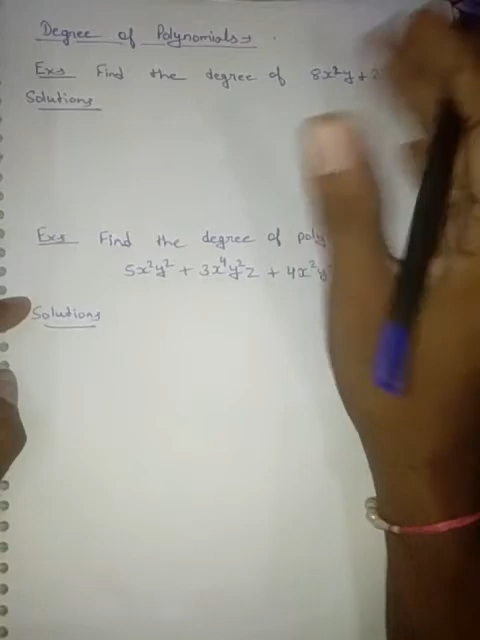 Degree of Polynomials→
Ex:→ Find the degree of 8x²y +
Solution:
Ex:→ Find the degree of
5x²y² + 3x⁴y²z + 4x²y
Solution: